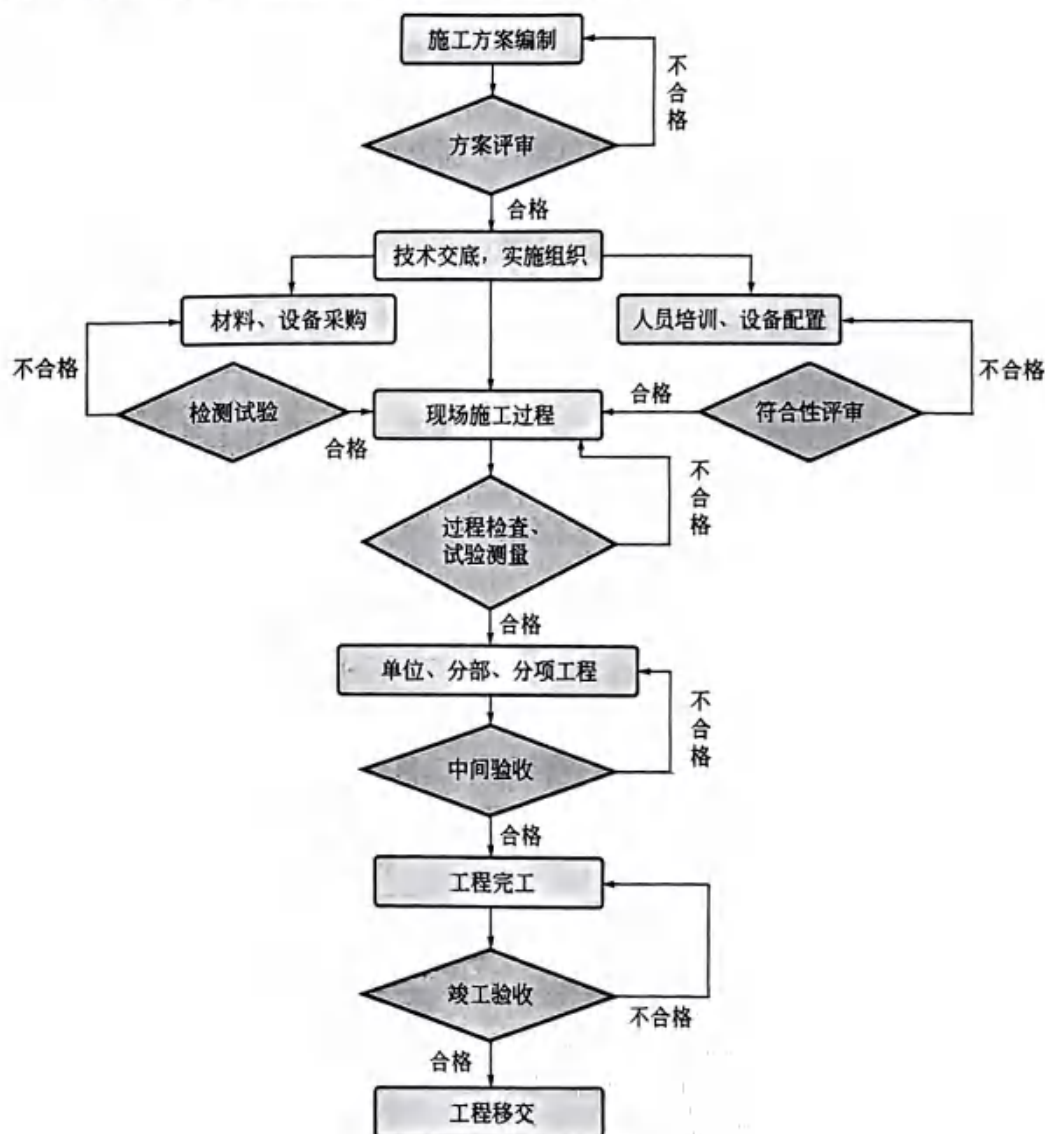 施工方案编制
不合格
方案评审
合格
技术交底，实施组织
材料、设备采购
人员培训、设备配置
不合格
不合格
检测试验
合格
现场施工过程
合格
符合性评审
不合格
过程检查、
试验测量
合格
单位、分部、分项工程
不合格
中间验收
合格
工程完工
竣工验收
不合格
合格
工程移交